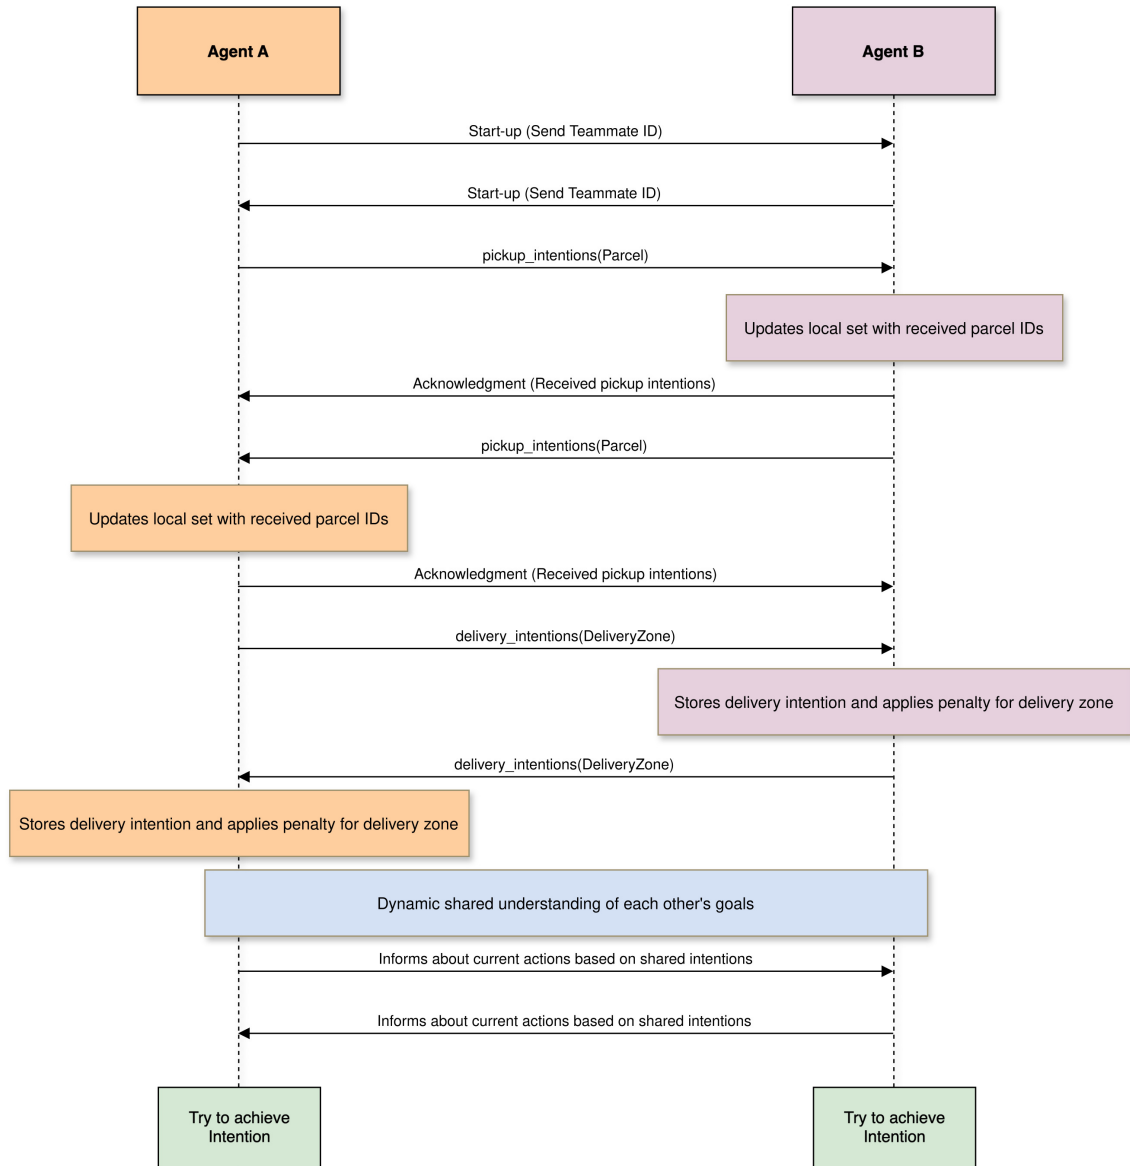 Agent A
Agent B
Start-up (Send Teammate ID)
Start-up (Send Teammate ID)
pickup_intentions(Parcel)
Updates local set with received parcel IDs
Acknowledgment (Received pickup intentions)
pickup_intentions(Parcel)
Updates local set with received parcel IDs
Acknowledgment (Received pickup intentions)
delivery_intentions(DeliveryZone)
Stores delivery intention and applies penalty for delivery zone
delivery_intentions(DeliveryZone)
Stores delivery intention and applies penalty for delivery zone
Dynamic shared understanding of each other's goals
Informs about current actions based on shared intentions
Informs about current actions based on shared intentions
Try to achieve
Intention
Try to achieve
Intention